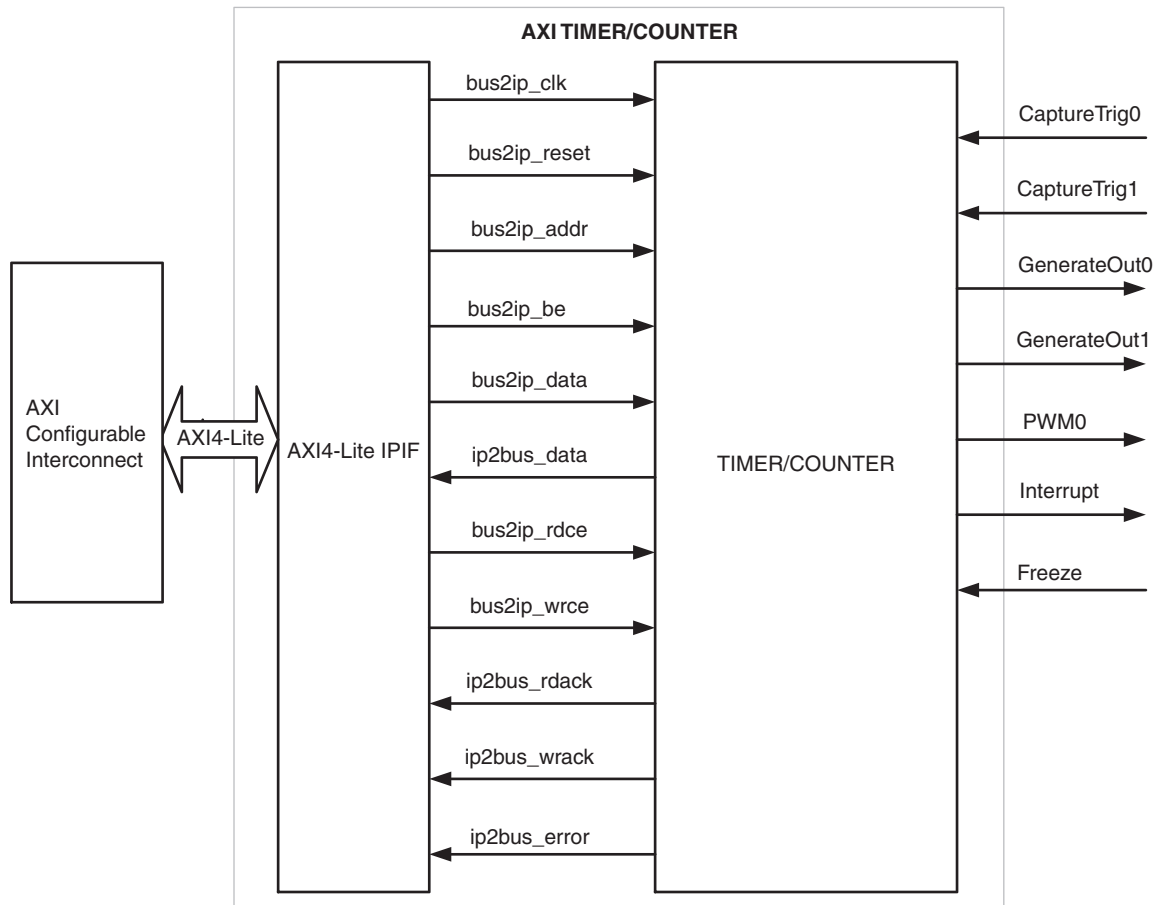 AXI TIMER/COUNTER
bus2ip_clk
bus2ip_reset
bus2ip_addr
bus2ip_be
bus2ip_data
ip2bus_data
bus2ip_rdce
bus2ip_wrce
ip2bus_rdack
ip2bus_wrack
ip2bus_error
AXI
Configurable
Interconnect
AXI4-Lite
AXI4-Lite IPIF
TIMER/COUNTER
CaptureTrig0
CaptureTrig1
GenerateOut0
GenerateOut1
PWM0
Interrupt
Freeze